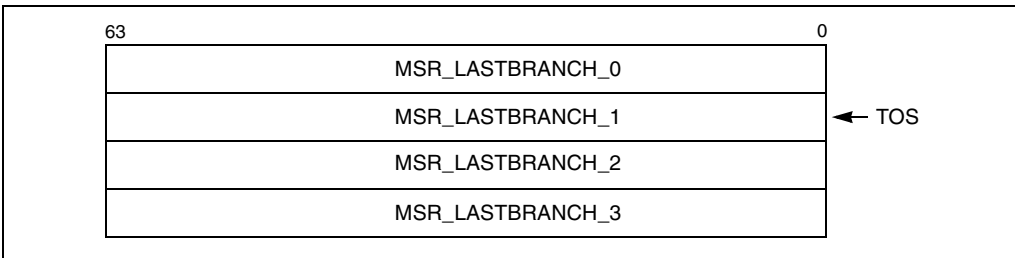 63 0
MSR_LASTBRANCH_0
MSR_LASTBRANCH_1 TOS
MSR_LASTBRANCH_2
MSR_LASTBRANCH_3